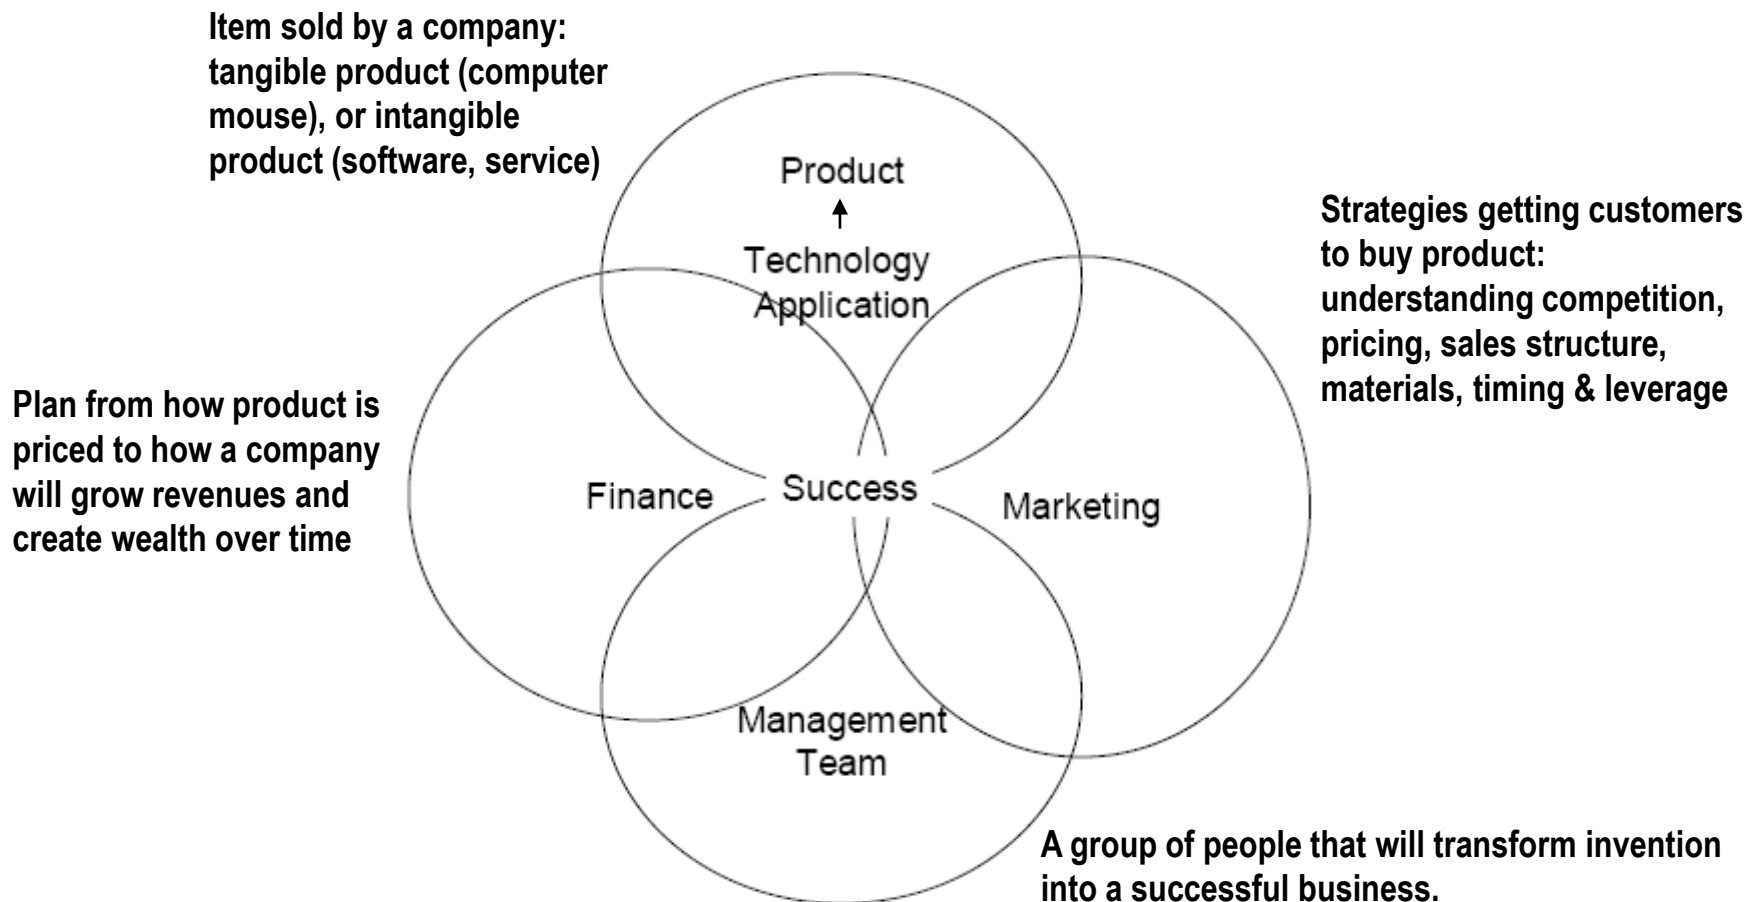 Item sold by a company:
tangible product (computer
mouse), or intangible
product (software, service)
Product
Technology
Application
Strategies getting customers
to buy product:
understanding competition,
pricing, sales structure,
materials, timing & leverage
Plan from how product is
priced to how a company
will grow revenues and
create wealth over time
Finance
Success
Marketing
Management
Team
A group of people that will transform invention
into a successful business.